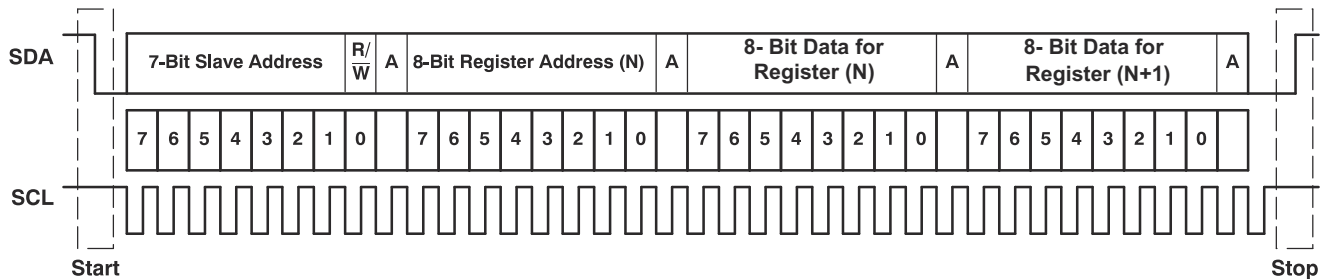 SDA
7-Bit Slave Address
R/
W
A
8-Bit Register Address (N)
A
8- Bit Data for
Register (N)
A
8- Bit Data for
Register (N+1)
A
7 6 5 4 3 2 1 0 7 6 5 4 3 2 1 0 7 6 5 4 3 2 1 0 7 6 5 4 3 2 1 0
SCL
Start
Stop